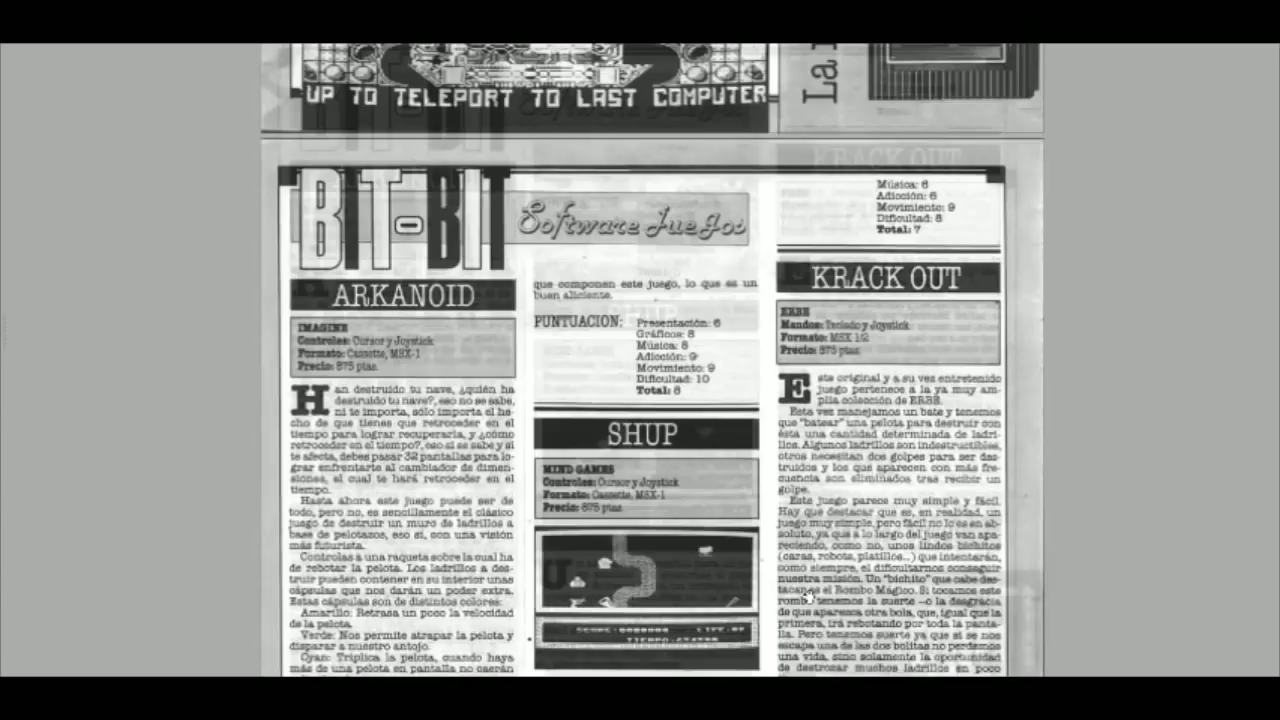 UP TO TELEPORT TO LAST COMPUTER
La
BIT-BIT
Software Juegos
ARKANOID
IMAGINE
Controles: Cursor y Joystick
Formato: Cassette, MSX-1
Precio: 875 ptas.
Han destruido tu nave, ¿quién ha
destruido tu nave?, eso no se sabe,
ni te importa, sólo importa el he-
cho de que tienes que retroceder en el
tiempo para lograr recuperarla, y ¿cómo
retroceder en el tiempo?, eso sí se sabe y si
te afecta, debes pasar 32 pantallas para lo-
grar enfrentarte al cambiador de dimen-
siones, el cual te hará retroceder en el
tiempo.
Hasta ahora este juego puede ser de
todo, pero no, es sencillamente el clásico
juego de destruir un muro de ladrillos a
base de pelotazos, eso sí, con una visión
más futurista.
Controlas a una raqueta sobre la cual ha
de rebotar la pelota. Los ladrillos a des-
truir pueden contener en su interior unas
cápsulas que nos darán un poder extra.
Estas cápsulas son de distintos colores:
Amarillo: Retrasa un poco la velocidad
de la pelota.
Verde: Nos permite atrapar la pelota y
disparar a nuestro antojo.
Cyan: Triplica la pelota, cuando haya
más de una pelota en pantalla no caerán
que componen este juego, lo que es un
buen aliciente.
PUNTUACION: Presentación: 6
Gráficos: 8
Música: 8
Adicción: 9
Movimiento: 9
Dificultad: 10
Total: 8
SHUP
MIND GAMES
Controles: Cursor y Joystick
Formato: Cassette, MSX-1
Precio: 875 ptas.
Música: 6
Adicción: 6
Movimiento: 9
Dificultad: 8
Total: 7
KRACK OUT
ERBE
Mandos: Teclado y Joystick
Formato: MSX 1/2
Precio: 875 ptas.
Este original y a su vez entretenido
juego pertenece a la ya muy am-
plia colección de ERBE.
Esta vez manejamos un bate y tenemos
que "batear" una pelota para destruir con
ésta una cantidad determinada de ladri-
llos. Algunos ladrillos son indestructibles,
otros necesitan dos golpes para ser des-
truidos y los que aparecen con más fre-
cuencia son eliminados tras recibir un
golpe.
Este juego parece muy simple y fácil.
Hay que destacar que es, en realidad, un
juego muy simple, pero fácil no lo es en ab-
soluto, ya que a lo largo del juego van apa-
reciendo, como no, unos lindos bichitos
(caras, robots, platillos...) que intentarán,
como siempre, el dificultarnos conseguir
nuestra misión. Un "bichito" que cabe des-
tacar es el Rombo Mágico. Si tocamos este
rombo tenemos la suerte —o la desgracia
de que aparezca otra bola, que, igual que la
primera, irá rebotando por toda la panta-
lla. Pero tenemos suerte ya que si se nos
escapa una de las dos bolitas no perdemos
una vida, sino solamente la oportunidad
de destrozar muchos ladrillos en poco